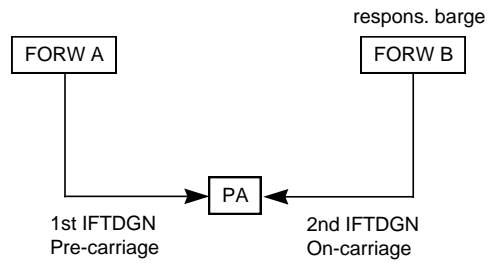 respons. barge
FORW A
FORW B
PA
1st IFTDGN
Pre-carriage
2nd IFTDGN
On-carriage